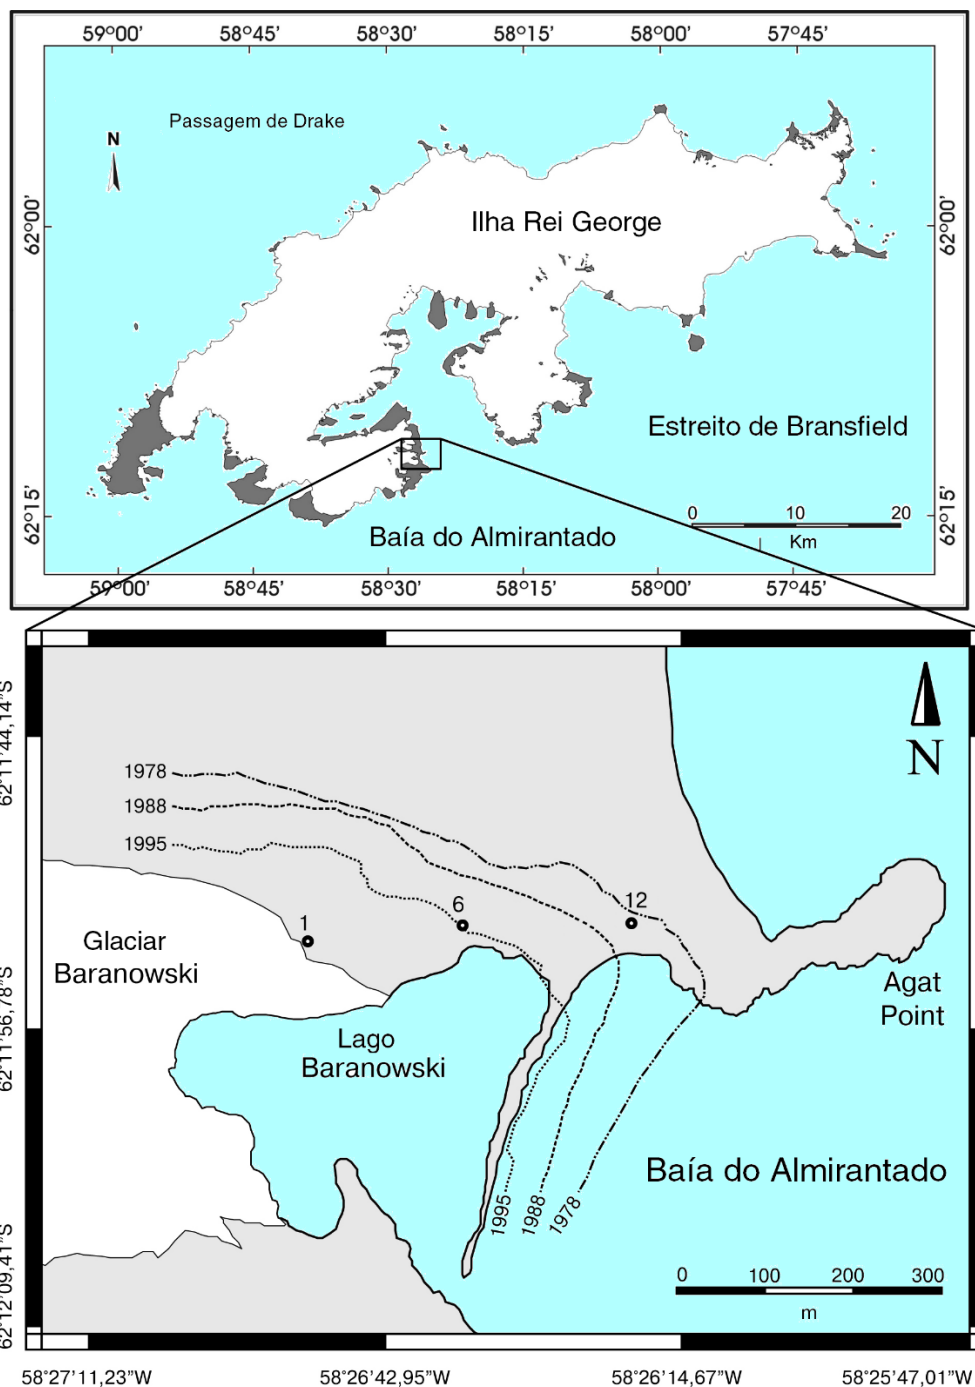 59°00’ 58°45’ 58°30’ 58°15’ 58°00’ 57°45’
Passagem de Drake
N
Ilha Rei George
62°00’ 62°00’
Estreito de Bransfield
62°15’ 62°15’
0 10 20
Km
Baía do Almirantado
59°00’ 58°45’ 58°30’ 58°15’ 58°00’ 57°45’
62°11’44,14”S
N
1978
1988
1995
1 6 12
Glaciar
Baranowski
62°11’56,78”S
Agat
Point
Lago
Baranowski
Baía do Almirantado
1995 1988 1978
62°12’09,41”S
0 100 200 300
m
58°27’11,23”W 58°26’42,95”W 58°26’14,67”W 58°25’47,01”W